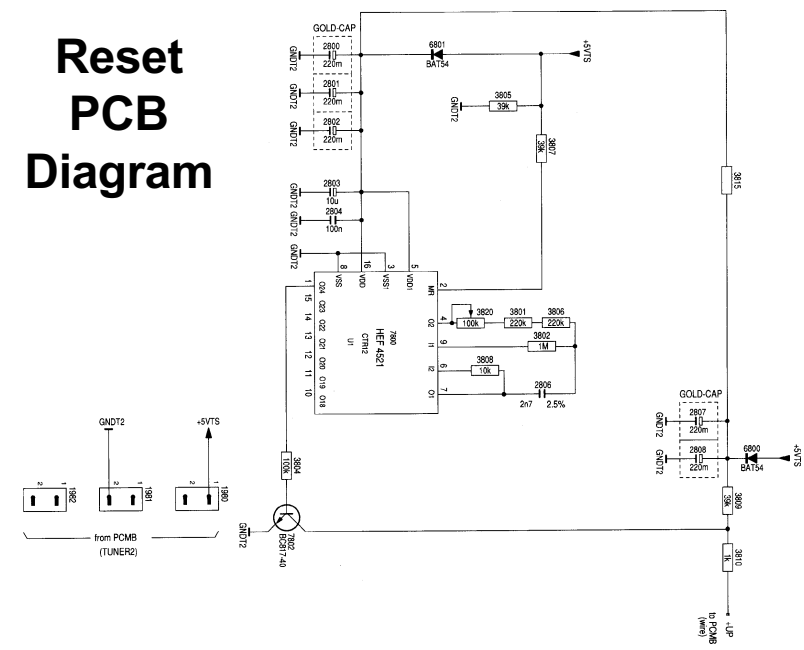 Reset
PCB
Diagram
GOLD-CAP
GNDT2
2800
220m
GNDT2
2801
220m
GNDT2
2802
220m
6801
BAT54
+5VTS
GNDT2
3805
39k
3807
39k
3815
GNDT2
2803
10u
GNDT2
2804
100n
GNDT2
8
16
3
5
VSS
VDD
VSS1
VDD1
1
15
14
13
12
11
10
O24
O23
O22
O21
O20
O19
O18
7800
HEF 4521
CTR12
U1
MR
2
O2
4
I1
9
I2
6
O1
7
3820
100k
3801
220k
3806
220k
3802
1M
3808
10k
2806
2n7
2.5%
GOLD-CAP
GNDT2
2807
220m
GNDT2
2808
220m
6800
BAT54
+5VTS
3809
39k
3810
1k
+UP
to PCMB
(wire)
3804
100k
7802
BC817-40
GNDT2
GNDT2
+5VTS
2
1
1982
2
1
1981
2
1
1980
from PCMB
(TUNER2)